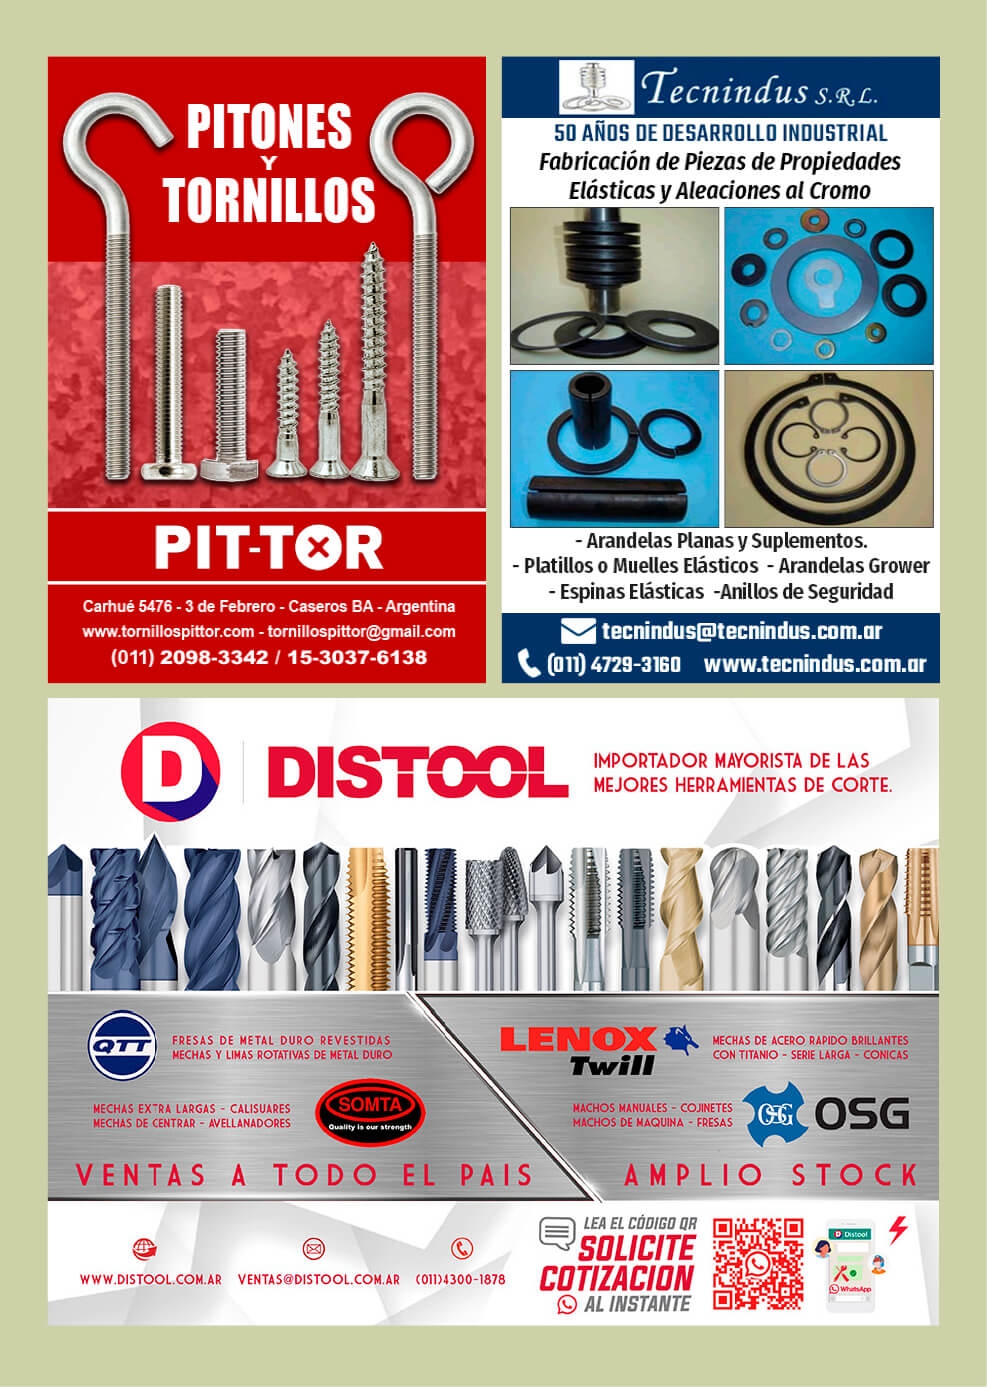 PITONES
Y
TORNILLOS
PIT-TOR
Carhué 5476 - 3 de Febrero - Caseros BA - Argentina
www.tornillospittor.com - tornillospittor@gmail.com
(011) 2098-3342 / 15-3037-6138
Tecnindus S.R.L.
50 AÑOS DE DESARROLLO INDUSTRIAL
Fabricación de Piezas de Propiedades
Elásticas y Aleaciones al Cromo
- Arandelas Planas y Suplementos.
- Platillos o Muelles Elásticos - Arandelas Grower
- Espinas Elásticas -Anillos de Seguridad
tecnindus@tecnindus.com.ar
(011) 4729-3160 www.tecnindus.com.ar
D DISTOOL
IMPORTADOR MAYORISTA DE LAS
MEJORES HERRAMIENTAS DE CORTE.
QTT
FRESAS DE METAL DURO REVESTIDAS
MECHAS Y LIMAS ROTATIVAS DE METAL DURO
MECHAS EXTRA LARGAS - CALISUARES
MECHAS DE CENTRAR - AVELLANADORES
SOMTA
Quality is our strength
LENOX
Twill
MECHAS DE ACERO RAPIDO BRILLANTES
CON TITANIO - SERIE LARGA - CONICAS
MACHOS MANUALES - COJINETES
MACHOS DE MAQUINA - FRESAS
OSG OSG
VENTAS A TODO EL PAIS
AMPLIO STOCK
WWW.DISTOOL.COM.AR
VENTAS@DISTOOL.COM.AR
(011)4300-1878
LEA EL CÓDIGO QR
SOLICITE
COTIZACION
AL INSTANTE
D Distool
WhatsApp